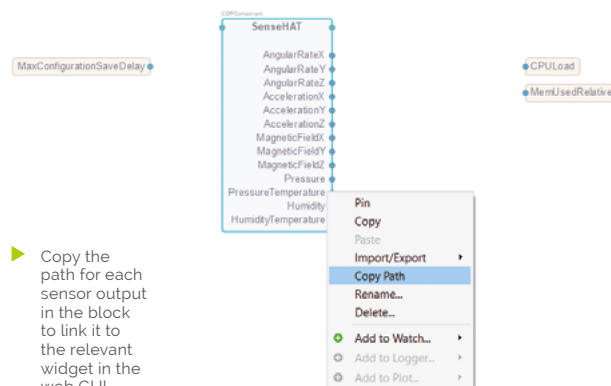 CDPComponent
SenseHAT
MaxConfigurationSaveDelay
AngularRateX
AngularRateY
AngularRateZ
AccelerationX
AccelerationY
AccelerationZ
MagneticFieldX
MagneticFieldY
MagneticFieldZ
Pressure
PressureTemperature
Humidity
HumidityTemperature
CPULoad
MemUsedRelative
Pin
Copy
Paste
Import/Export
Copy Path
Rename...
Delete...
Add to Watch...
Add to Logger...
Add to Plot...
Copy the
path for each
sensor output
in the block
to link it to
the relevant
widget in the
web GUI